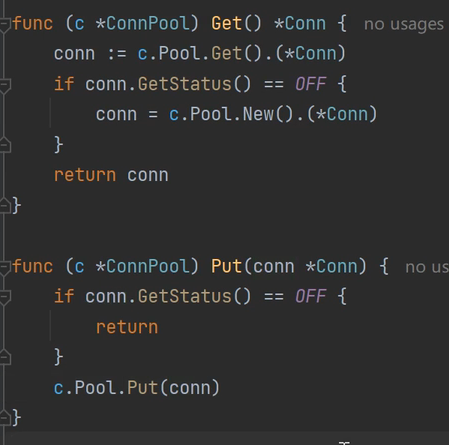 func (c *ConnPool) Get() *Conn { no usages
    conn := c.Pool.Get().(*Conn)
    if conn.GetStatus() == OFF {
        conn = c.Pool.New().(*Conn)
    }
    return conn
}
func (c *ConnPool) Put(conn *Conn) { no us
    if conn.GetStatus() == OFF {
        return
    }
    c.Pool.Put(conn)
}